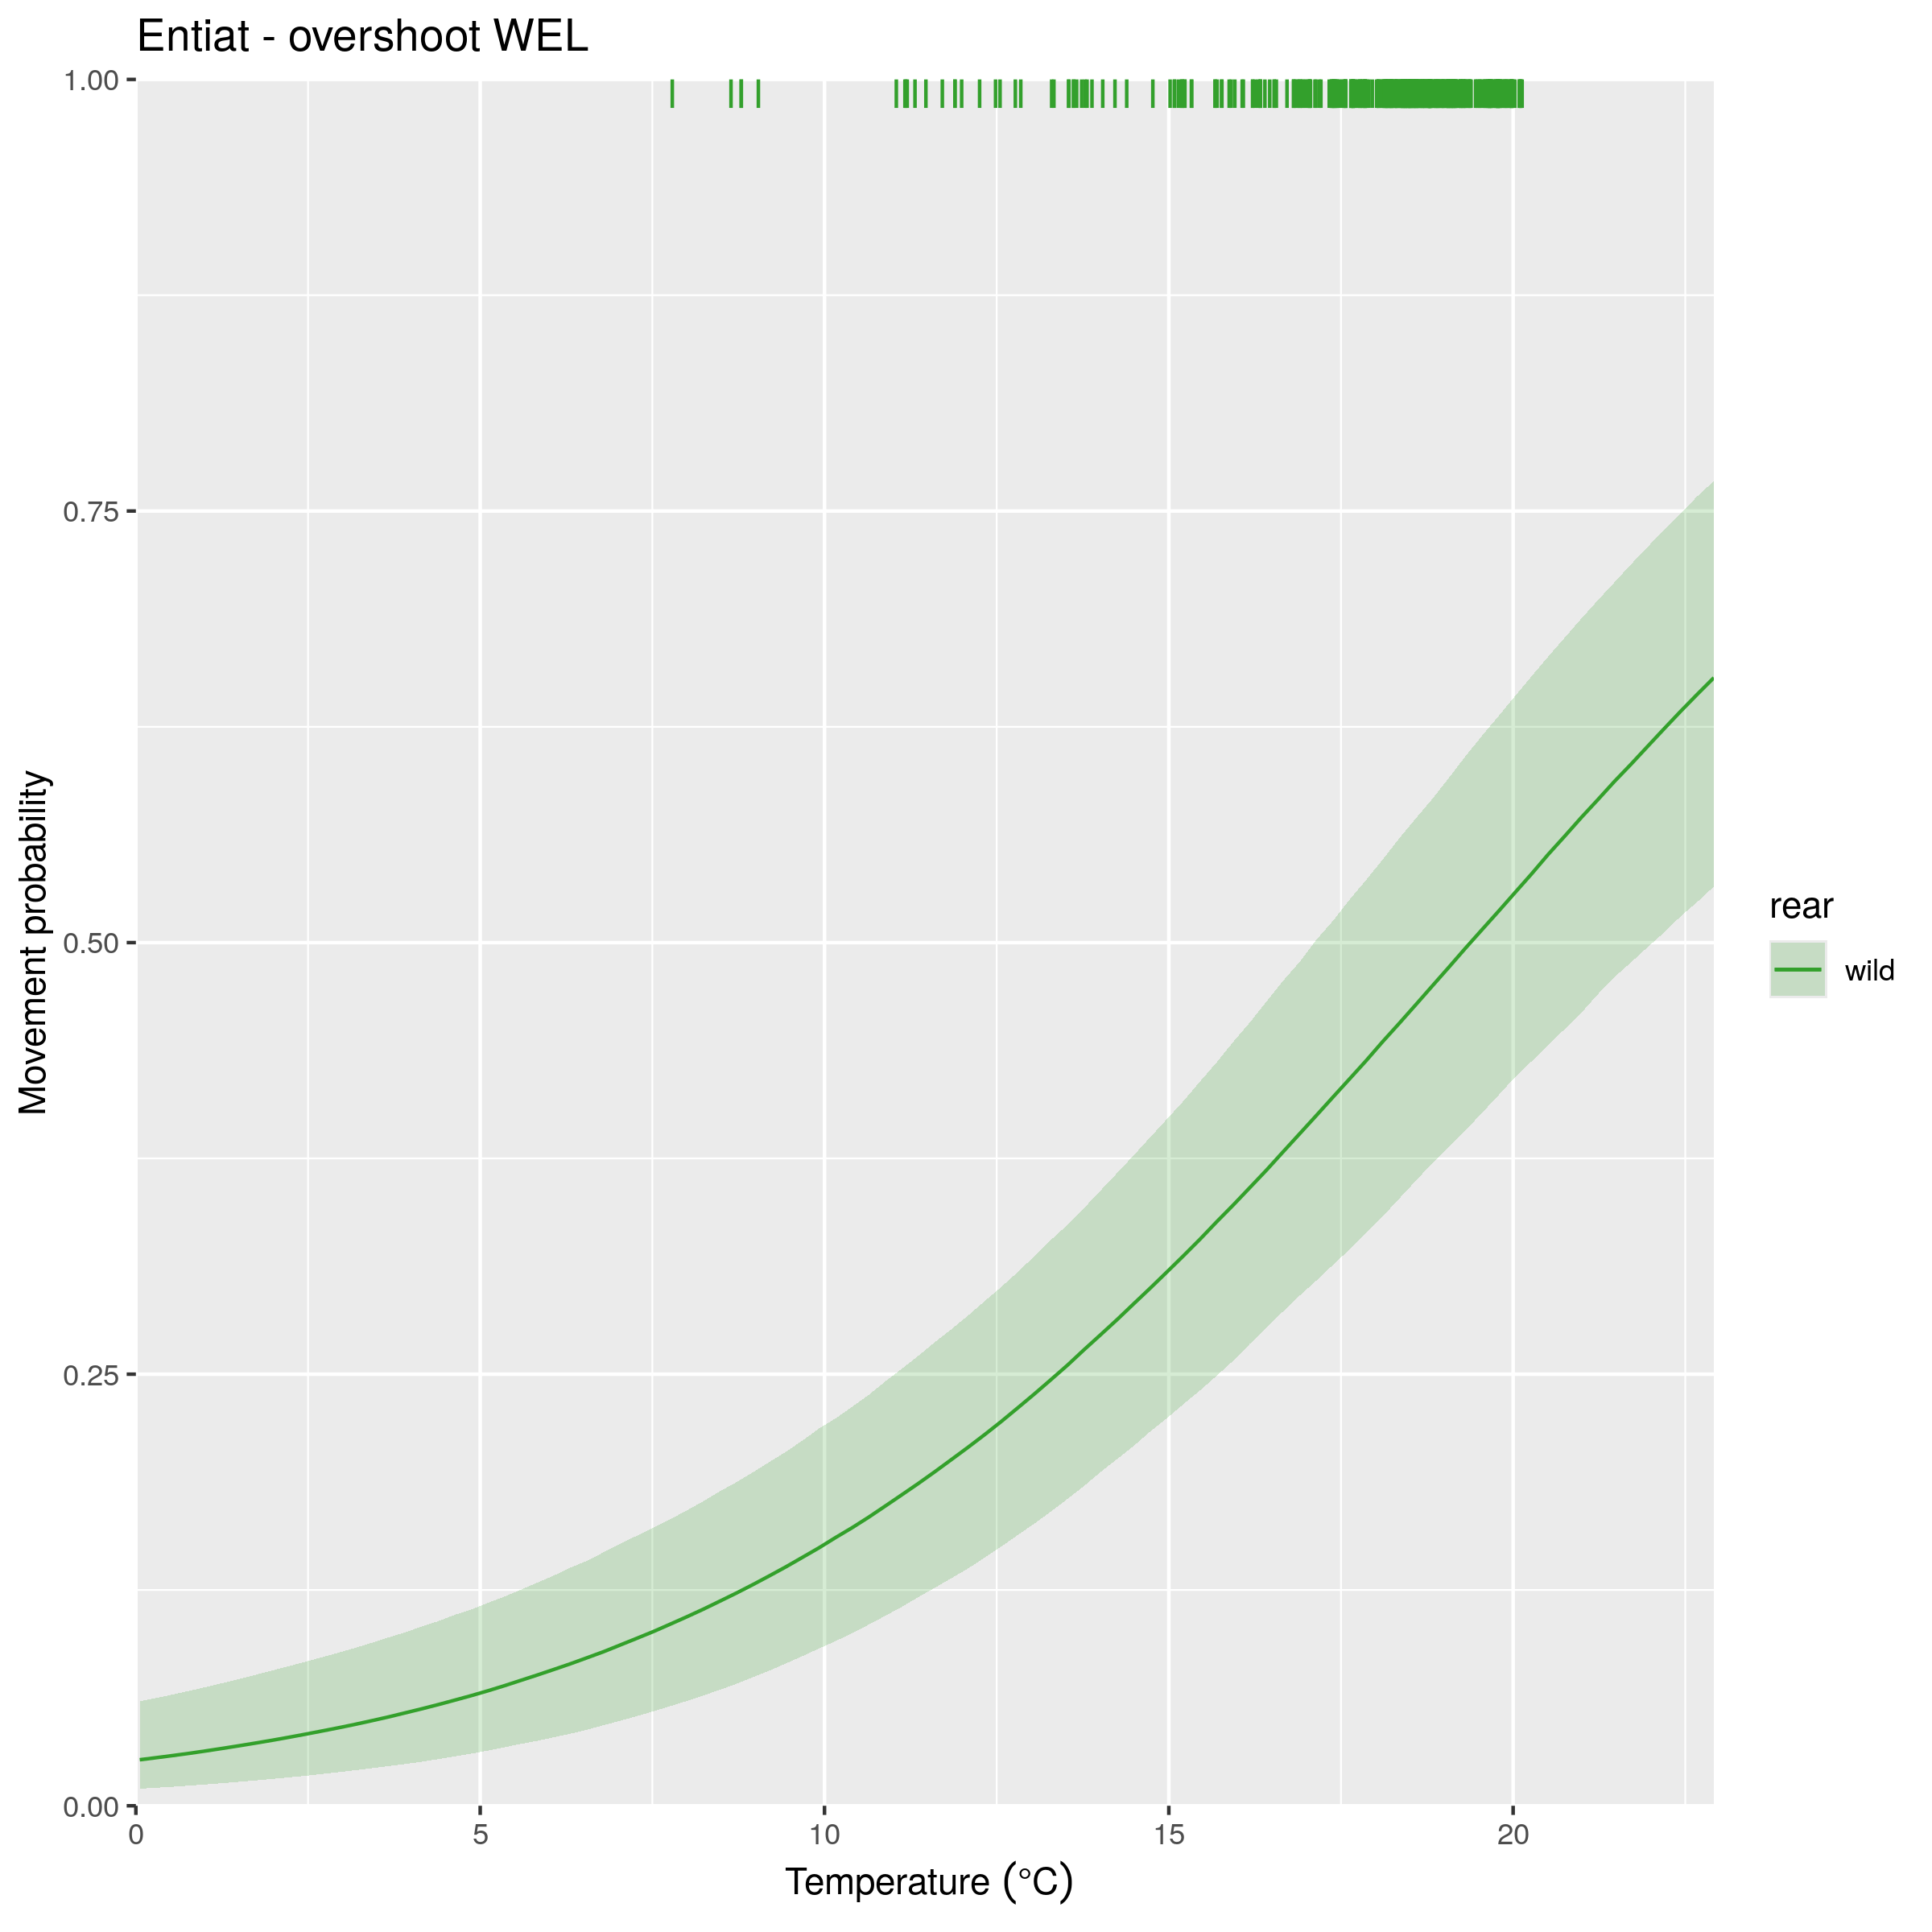 Entiat - overshoot WEL
1.00
0.75
0.50
0.25
0.00
Movement probability
0
5
10
15
20
Temperature (°C)
rear
wild